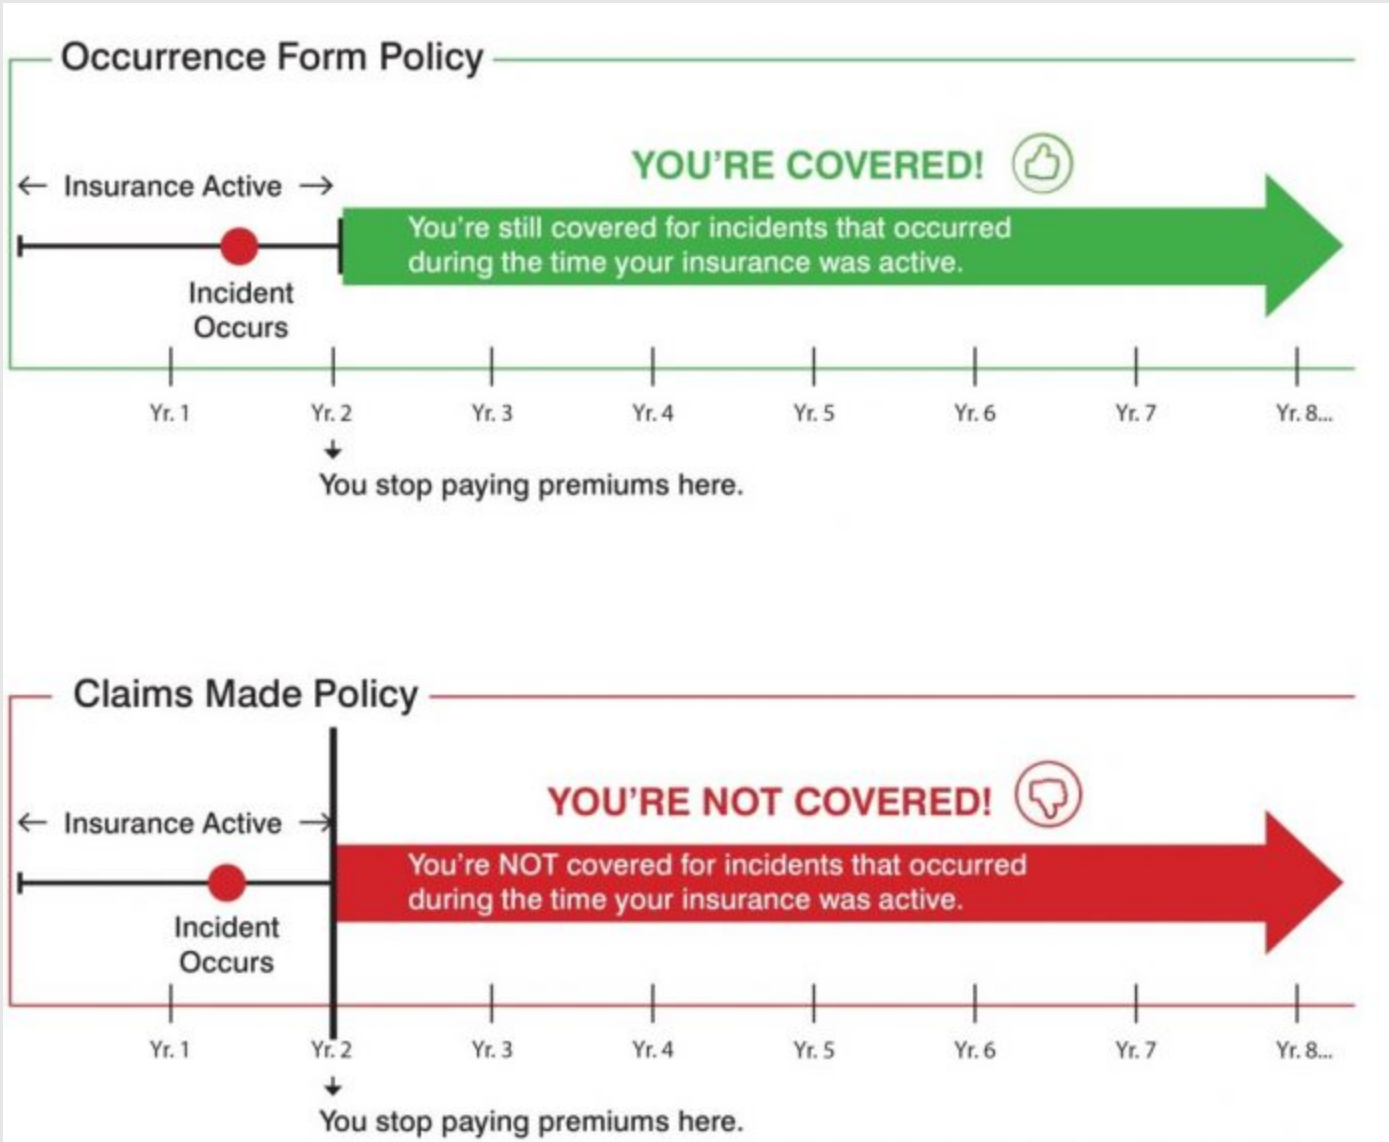 Occurrence Form Policy
YOU'RE COVERED!
Insurance Active
You're still covered for incidents that occurred
during the time your insurance was active.
Incident
Occurs
Yr. 1 Yr. 2 Yr. 3 Yr. 4 Yr. 5 Yr. 6 Yr. 7 Yr. 8...
You stop paying premiums here.
Claims Made Policy
YOU'RE NOT COVERED!
Insurance Active
You're NOT covered for incidents that occurred
during the time your insurance was active.
Incident
Occurs
Yr. 1 Yr. 2 Yr. 3 Yr. 4 Yr. 5 Yr. 6 Yr. 7 Yr. 8...
You stop paying premiums here.